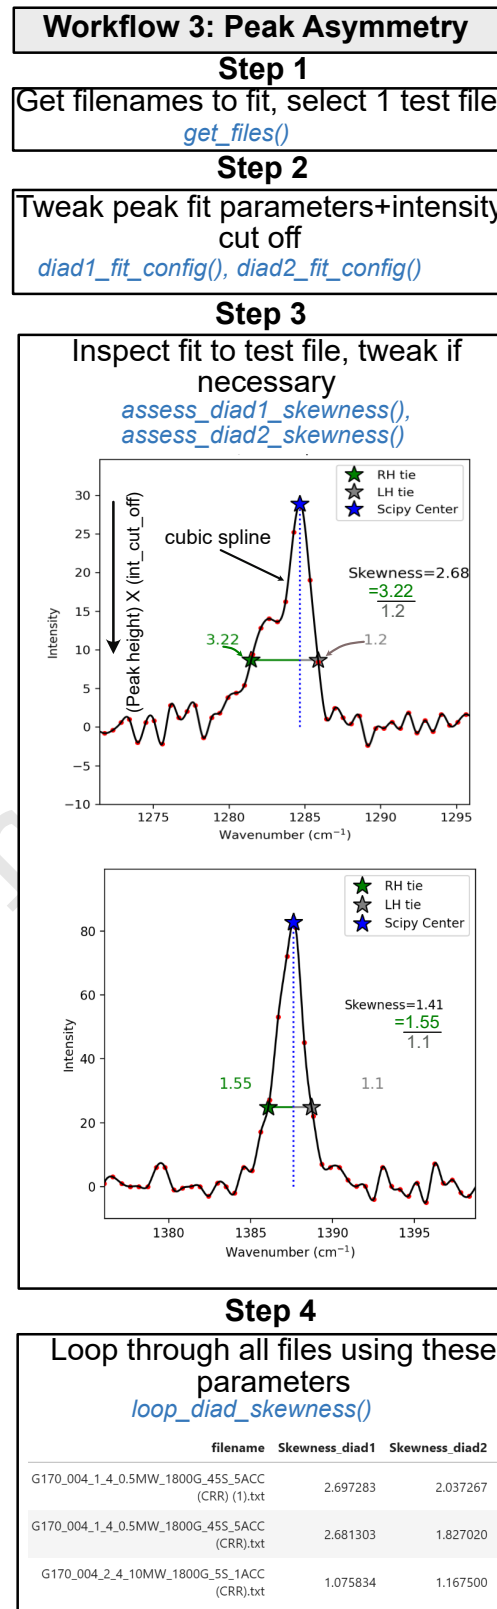 Workflow 3: Peak Asymmetry
Step 1
Get filenames to fit, select 1 test file
get_files()
Step 2
Tweak peak fit parameters+intensity
cut off
diad1_fit_config(), diad2_fit_config()
Step 3
Inspect fit to test file, tweak if
necessary
assess_diad1_skewness(),
assess_diad2_skewness()
RH tie
LH tie
Scipy Center
cubic spline
(Peak height) X (int_cut_off)
Skewness=2.68
=3.22
1.2
3.22
1.2
30
25
20
15
10
5
0
−5
−10
Intensity
1275
1280
1285
1290
1295
Wavenumber (cm⁻¹)
RH tie
LH tie
Scipy Center
Skewness=1.41
=1.55
1.1
1.55
1.1
80
60
40
20
0
Intensity
1380
1385
1390
1395
Wavenumber (cm⁻¹)
Step 4
Loop through all files using these
parameters
loop_diad_skewness()
filename Skewness_diad1 Skewness_diad2
G170_004_1_4_0.5MW_1800G_45S_5ACC
(CRR) (1).txt 2.697283 2.037267
G170_004_1_4_0.5MW_1800G_45S_5ACC
(CRR).txt 2.681303 1.827020
G170_004_2_4_10MW_1800G_5S_1ACC
(CRR).txt 1.075834 1.167500